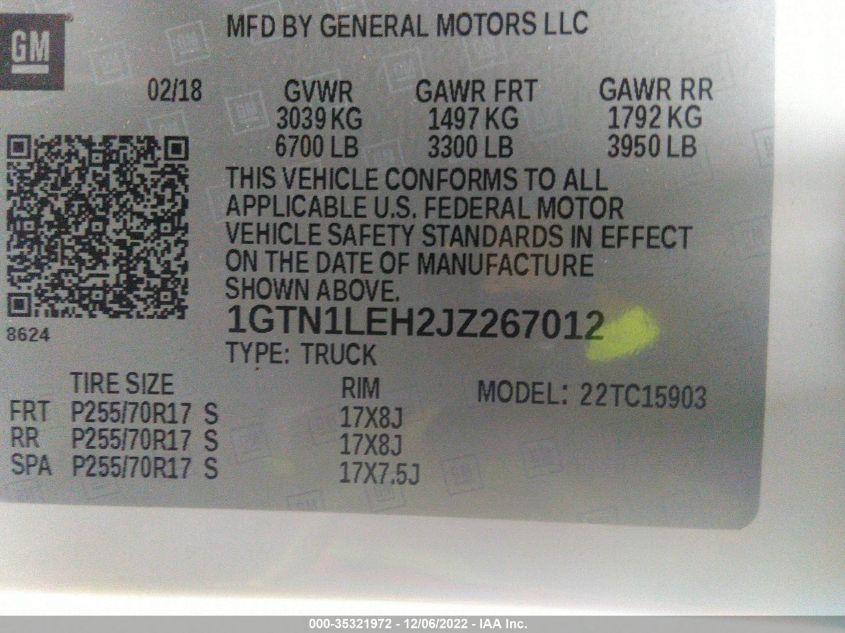 GM
MFD BY GENERAL MOTORS LLC
02/18 GVWR GAWR FRT GAWR RR
3039 KG 1497 KG 1792 KG
6700 LB 3300 LB 3950 LB
THIS VEHICLE CONFORMS TO ALL
APPLICABLE U.S. FEDERAL MOTOR
VEHICLE SAFETY STANDARDS IN EFFECT
ON THE DATE OF MANUFACTURE
SHOWN ABOVE.
8624
1GTN1LEH2JZ267012
TYPE: TRUCK
TIRE SIZE RIM MODEL: 22TC15903
FRT P255/70R17 S 17X8J
RR P255/70R17 S 17X8J
SPA P255/70R17 S 17X7.5J
000-35321972 - 12/06/2022 - IAA Inc.